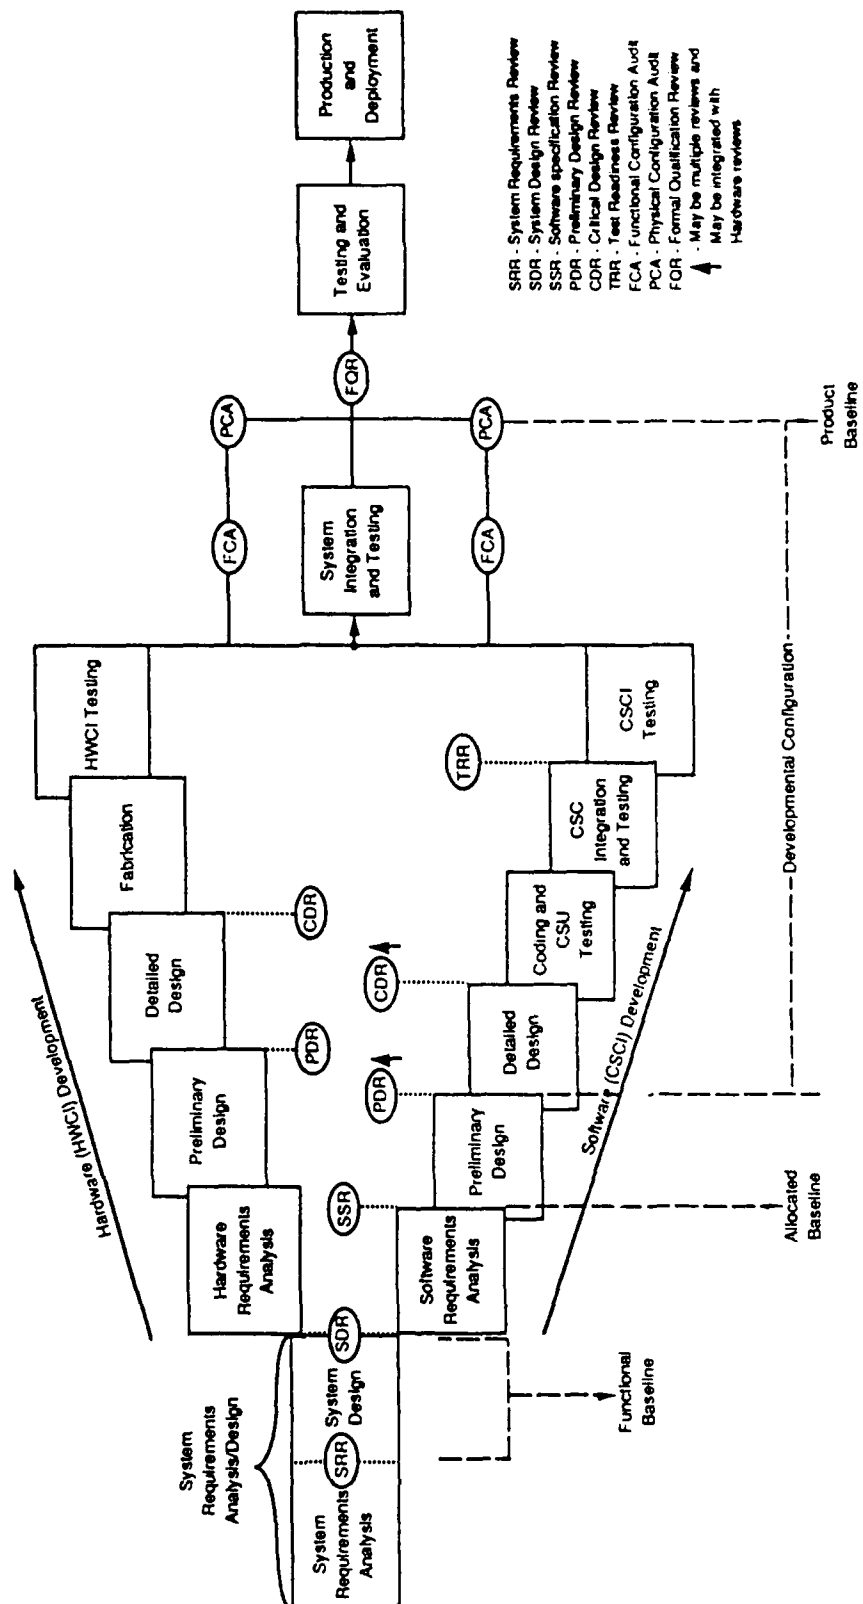 System
Requirements
Analysis/Design
System
Requirements
Analysis
SRR
System
Design
SDR
Hardware (HWCI) Development
Hardware
Requirements
Analysis
Preliminary
Design
PDR
Detailed
Design
CDR
Fabrication
HWCI Testing
Software
Requirements
Analysis
SSR
Preliminary
Design
PDR
Detailed
Design
CDR
Coding and
CSU
Testing
CSC
Integration
and Testing
TRR
CSCI
Testing
Software (CSCI) Development
FCA
PCA
System
Integration
and Testing
FCA
PCA
FQR
Testing and
Evaluation
Production
and
Deployment
Functional
Baseline
Allocated
Baseline
Developmental Configuration
Product
Baseline
SRR - System Requirements Review
SDR - System Design Review
SSR - Software specification Review
PDR - Preliminary Design Review
CDR - Critical Design Review
TRR - Test Readiness Review
FCA - Functional Configuration Audit
PCA - Physical Configuration Audit
FQR - Formal Qualification Review
- May be multiple reviews and
May be integrated with
Hardware reviews